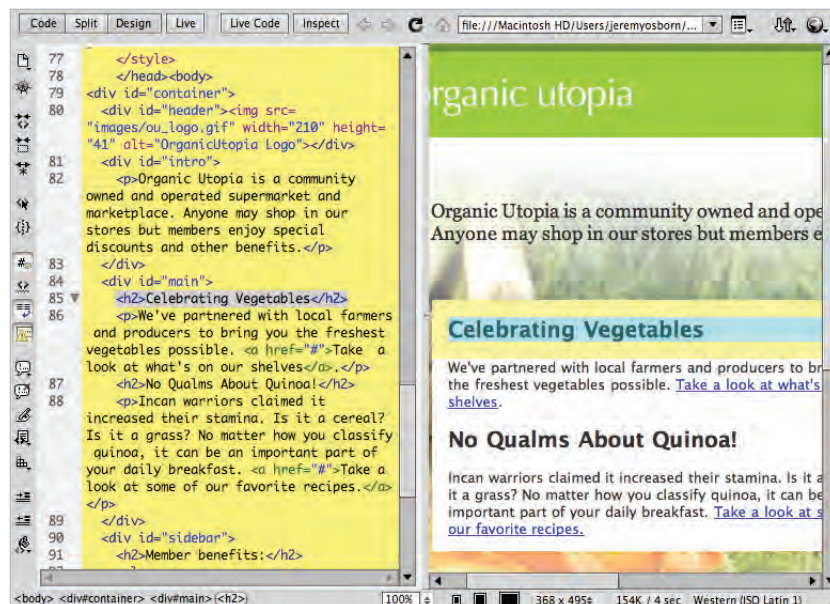 Code Split Design Live Live Code Inspect file:///Macintosh HD/Users/jeremyosborn/...
77 </style>
78 </head><body>
79 <div id="container">
80 <div id="header"><img src=
"images/ou_logo.gif" width="210" height=
"41" alt="OrganicUtopia Logo"></div>
81 <div id="intro">
82 <p>Organic Utopia is a community
owned and operated supermarket and
marketplace. Anyone may shop in our
stores but members enjoy special
discounts and other benefits.</p>
83 </div>
84 <div id="main">
85 <h2>Celebrating Vegetables</h2>
86 <p>We've partnered with local farmers
and producers to bring you the freshest
vegetables possible. <a href="#">Take a
look at what's on our shelves</a>.</p>
87 <h2>No Qualms About Quinoa!</h2>
88 <p>Incan warriors claimed it
increased their stamina. Is it a cereal?
Is it a grass? No matter how you classify
quinoa, it can be an important part of
your daily breakfast. <a href="#">Take a
look at some of our favorite recipes.</a>
</p>
89 </div>
90 <div id="sidebar">
91 <h2>Member benefits:</h2>
organic utopia
Organic Utopia is a community owned and ope
Anyone may shop in our stores but members e
Celebrating Vegetables
We've partnered with local farmers and producers to br
the freshest vegetables possible. Take a look at what's
shelves.
No Qualms About Quinoa!
Incan warriors claimed it increased their stamina. Is it a
it a grass? No matter how you classify quinoa, it can be
important part of your daily breakfast. Take a look at s
our favorite recipes.
<body> <div#container> <div#main> <h2> 100% 368 x 495 154K / 4 sec Western (ISO Latin 1)